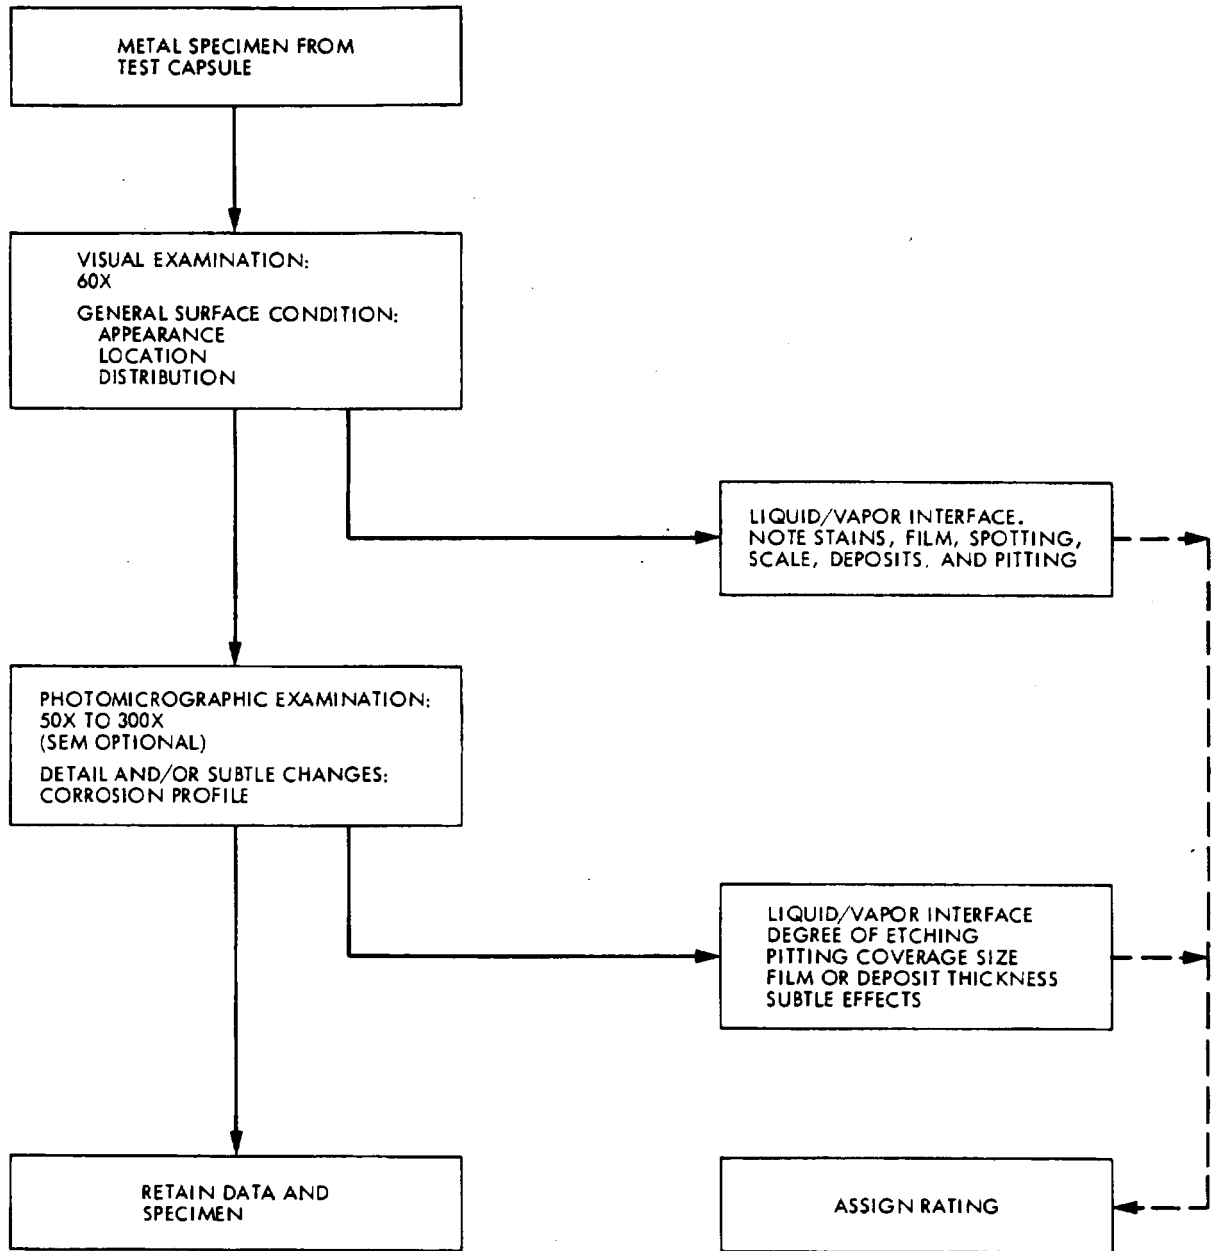 METAL SPECIMEN FROM
TEST CAPSULE
VISUAL EXAMINATION:
60X
GENERAL SURFACE CONDITION:
APPEARANCE
LOCATION
DISTRIBUTION
LIQUID/VAPOR INTERFACE.
NOTE STAINS, FILM, SPOTTING,
SCALE, DEPOSITS. AND PITTING
PHOTOMICROGRAPHIC EXAMINATION:
50X TO 300X
(SEM OPTIONAL)
DETAIL AND/OR SUBTLE CHANGES:
CORROSION PROFILE
LIQUID/VAPOR INTERFACE
DEGREE OF ETCHING
PITTING COVERAGE SIZE
FILM OR DEPOSIT THICKNESS
SUBTLE EFFECTS
RETAIN DATA AND
SPECIMEN
ASSIGN RATING